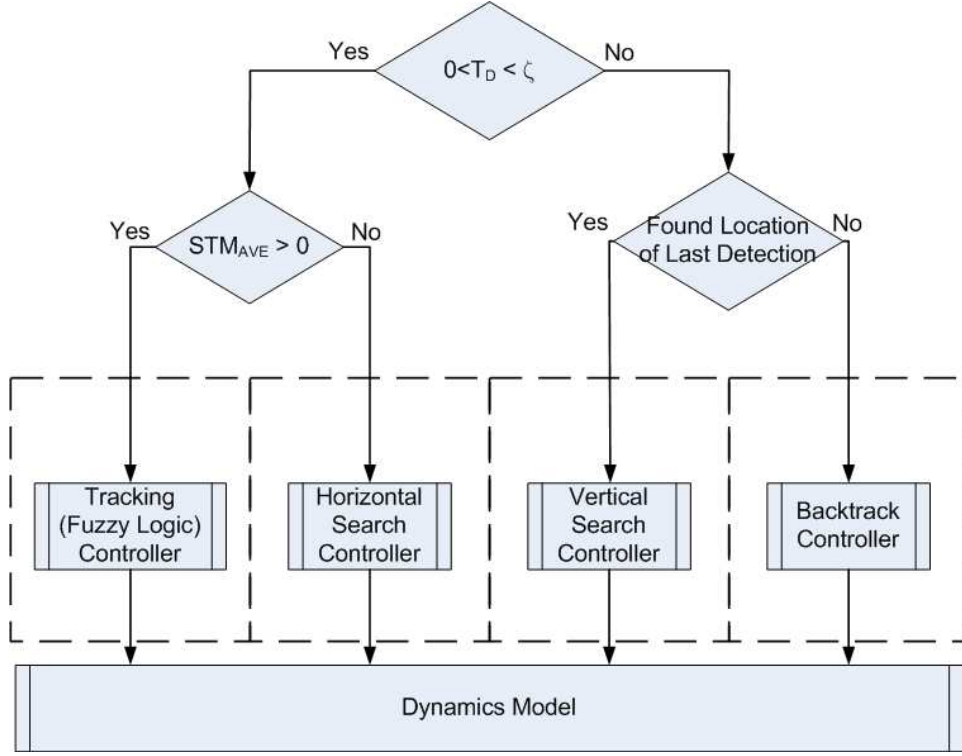 Yes
0<T_D < ζ
No
Yes
STM_AVE > 0
No
Yes
Found Location
of Last Detection
No
Tracking
(Fuzzy Logic)
Controller
Horizontal
Search
Controller
Vertical
Search
Controller
Backtrack
Controller
Dynamics Model